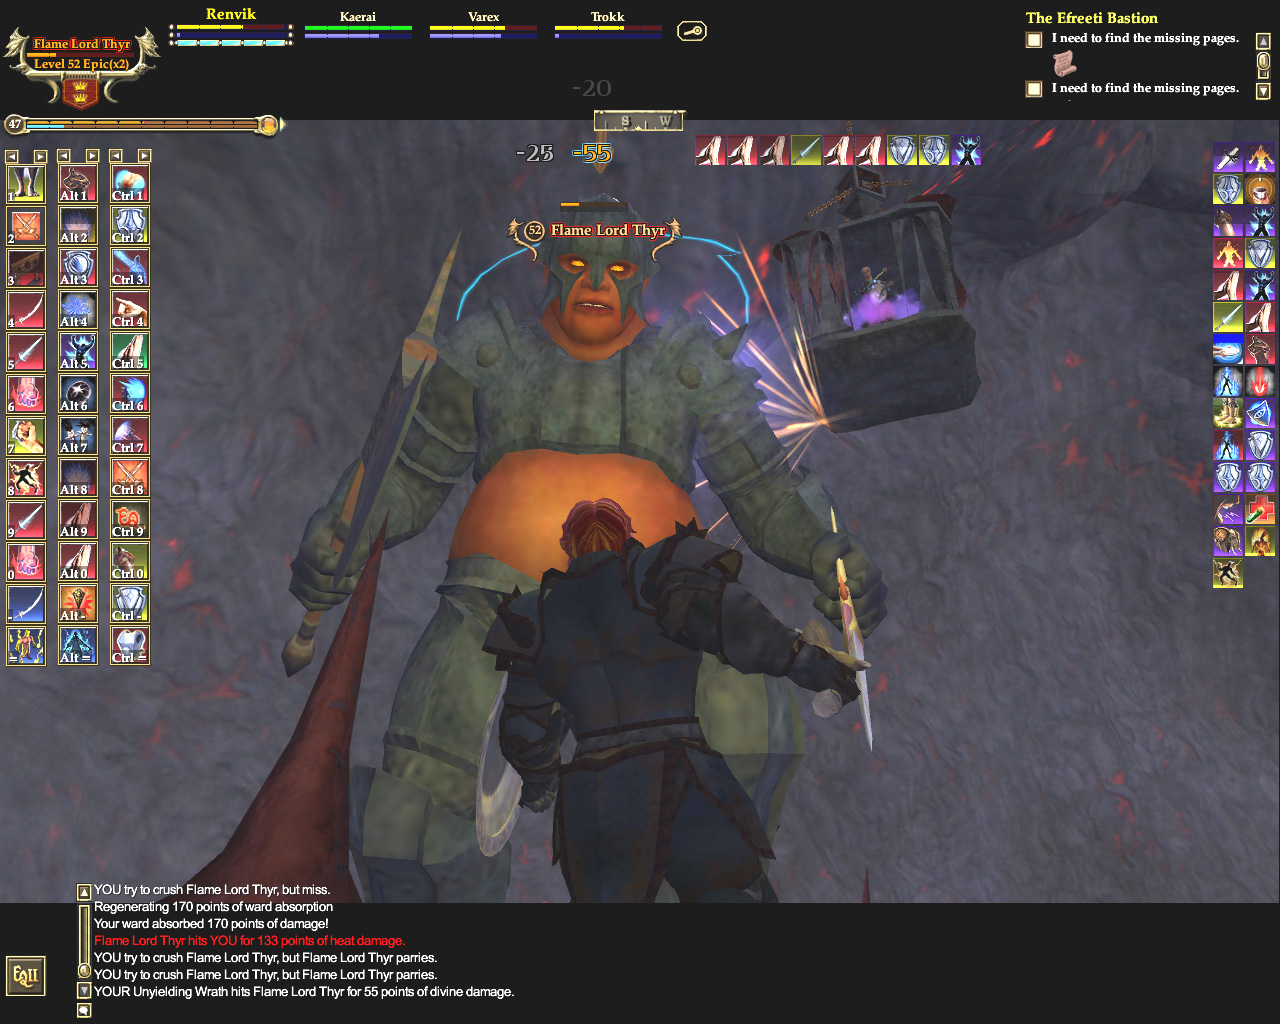 Renvik
Kaerai
Varex
Trokk
The Efreeti Bastion
I need to find the missing pages.
I need to find the missing pages.
Flame Lord Thyr
Level 52 Epic(x2)
-20
47
S W
-25 -55
52 Flame Lord Thyr
1 Alt 1 Ctrl 1
2 Alt 2 Ctrl 2
3 Alt 3 Ctrl 3
4 Alt 4 Ctrl 4
5 Alt 5 Ctrl 5
6 Alt 6 Ctrl 6
7 Alt 7 Ctrl 7
8 Alt 8 Ctrl 8
9 Alt 9 Ctrl 9
0 Alt 0 Ctrl 0
- Alt - Ctrl -
= Alt = Ctrl =
YOU try to crush Flame Lord Thyr, but miss.
Regenerating 170 points of ward absorption
Your ward absorbed 170 points of damage!
Flame Lord Thyr hits YOU for 133 points of heat damage.
YOU try to crush Flame Lord Thyr, but Flame Lord Thyr parries.
YOU try to crush Flame Lord Thyr, but Flame Lord Thyr parries.
YOUR Unyielding Wrath hits Flame Lord Thyr for 55 points of divine damage.
EQII